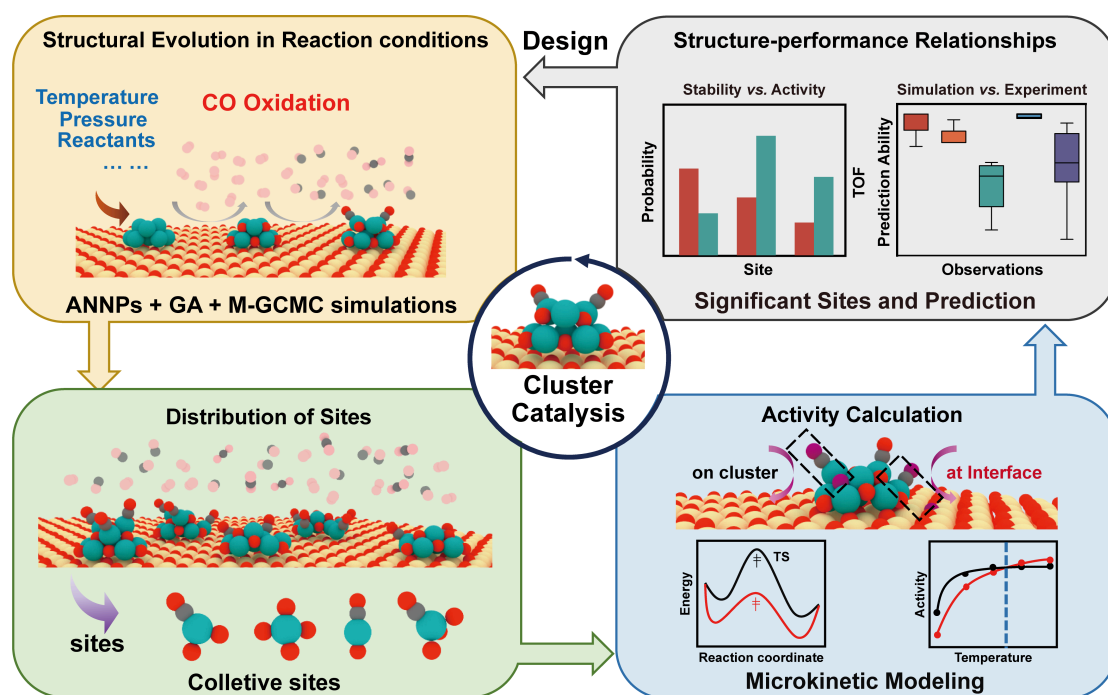 Structural Evolution in Reaction conditions
Temperature
Pressure
Reactants
... ...
CO Oxidation
ANNPs + GA + M-GCMC simulations
Design
Structure-performance Relationships
Stability vs. Activity
Probability
TOF
Site
Simulation vs. Experiment
Prediction Ability
Observations
Significant Sites and Prediction
Cluster
Catalysis
Distribution of Sites
sites
Colletive sites
Activity Calculation
on cluster
at Interface
Energy
TS
‡
‡
Reaction coordinate
Activity
Temperature
Microkinetic Modeling